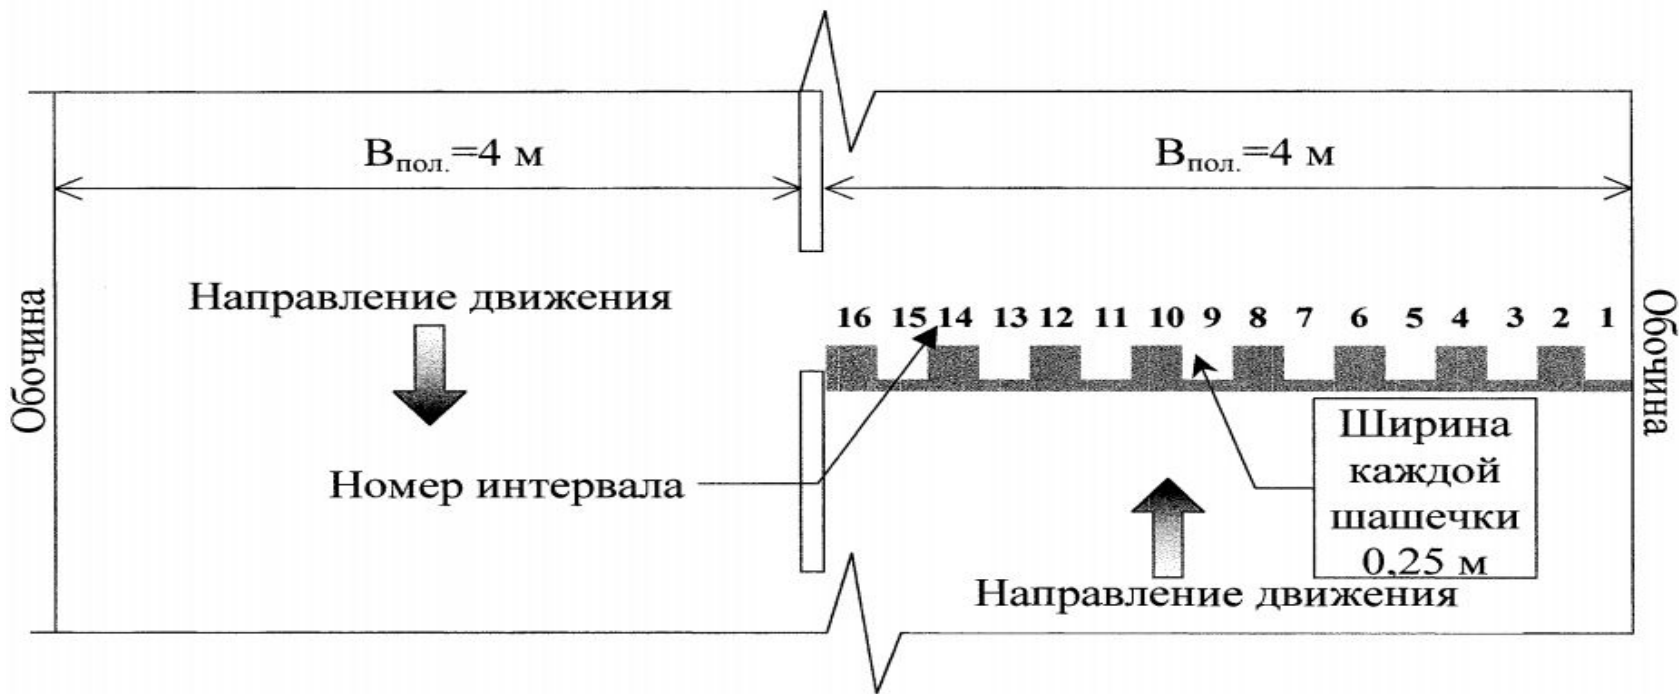 Bпол.=4 м
Bпол.=4 м
Обочина
Направление движения
16 15 14 13 12 11 10 9 8 7 6 5 4 3 2 1
Обочина
Номер интервала
Ширина
каждой
шашечки
0,25 м
Направление движения